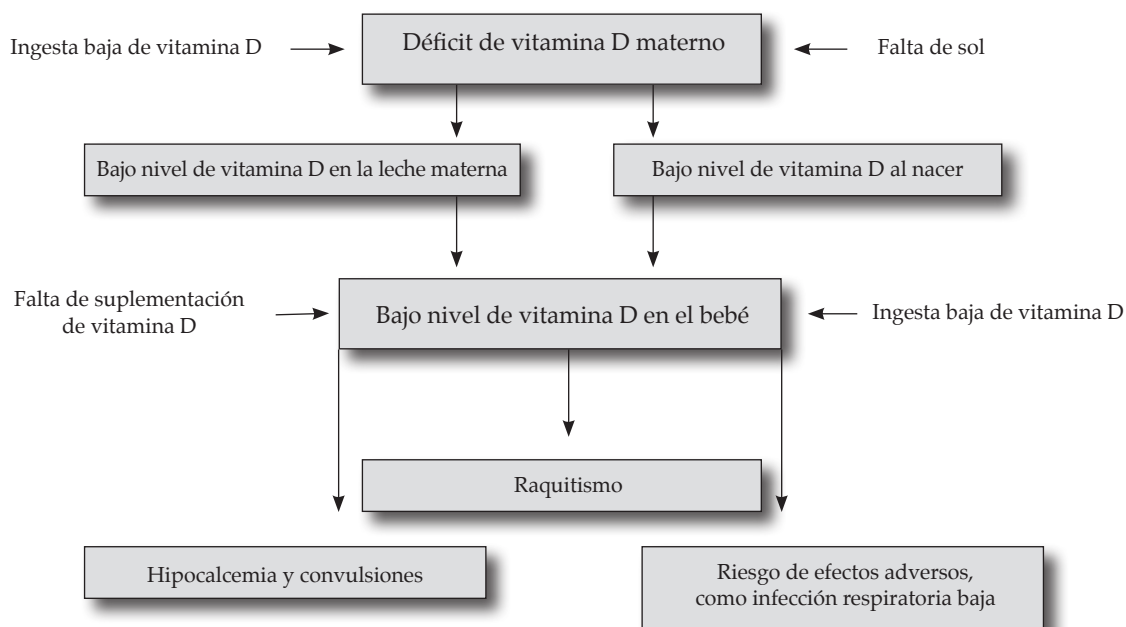 Ingesta baja de vitamina D
Déficit de vitamina D materno
Falta de sol
Bajo nivel de vitamina D en la leche materna
Bajo nivel de vitamina D al nacer
Falta de suplementación
de vitamina D
Bajo nivel de vitamina D en el bebé
Ingesta baja de vitamina D
Raquitismo
Hipocalcemia y convulsiones
Riesgo de efectos adversos,
como infección respiratoria baja